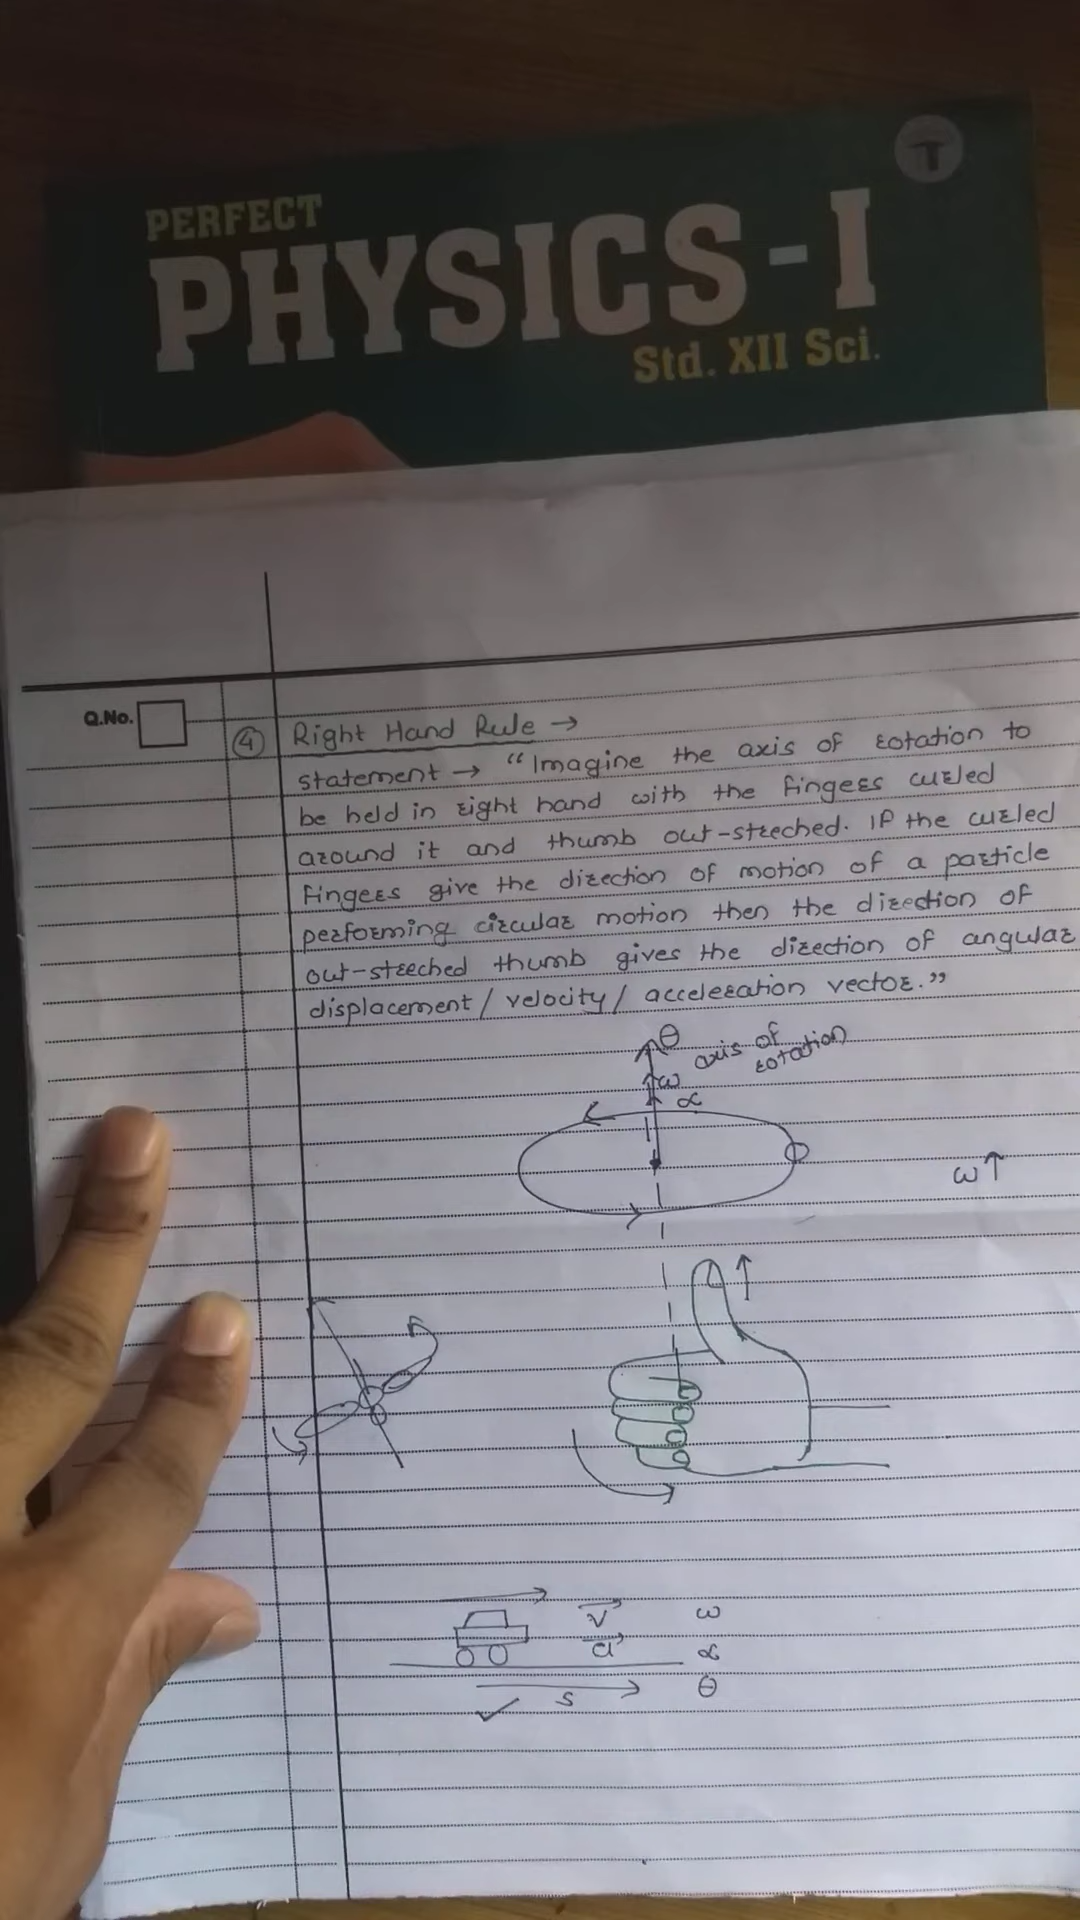 T
PERFECT
PHYSICS-I
Std. XII Sci.
Q.No.
④ Right Hand Rule →
statement → “Imagine the axis of rotation to
be held in right hand with the fingers curled
around it and thumb out-streched. If the curled
fingers give the direction of motion of a particle
performing circular motion then the direction of
out-streched thumb gives the direction of angular
displacement / velocity / acceleration vector.”
θ
axis of
rotation
ω
α
ω↑
↑
v⃗ ω
a⃗ α
s θ